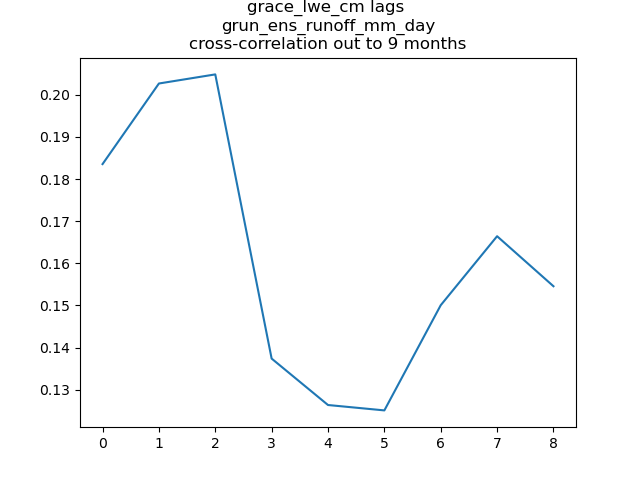 grace_lwe_cm lags
grun_ens_runoff_mm_day
cross-correlation out to 9 months
0.20
0.19
0.18
0.17
0.16
0.15
0.14
0.13
0 1 2 3 4 5 6 7 8